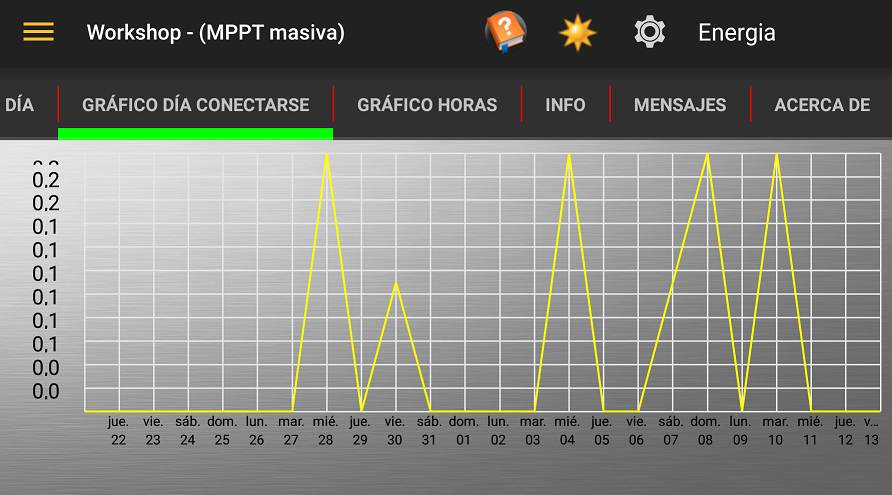 Workshop - (MPPT masiva)
Energia
DÍA
GRÁFICO DÍA CONECTARSE
GRÁFICO HORAS
INFO
MENSAJES
ACERCA DE
0,2
0,2
0,1
0,1
0,1
0,1
0,1
0,1
0,0
0,0
jue. vie. sáb. dom. lun. mar. mié. jue. vie. sáb. dom. lun. mar. mié. jue. vie. sáb. dom. lun. mar. mié. jue. v...
22 23 24 25 26 27 28 29 30 31 01 02 03 04 05 06 07 08 09 10 11 12 13